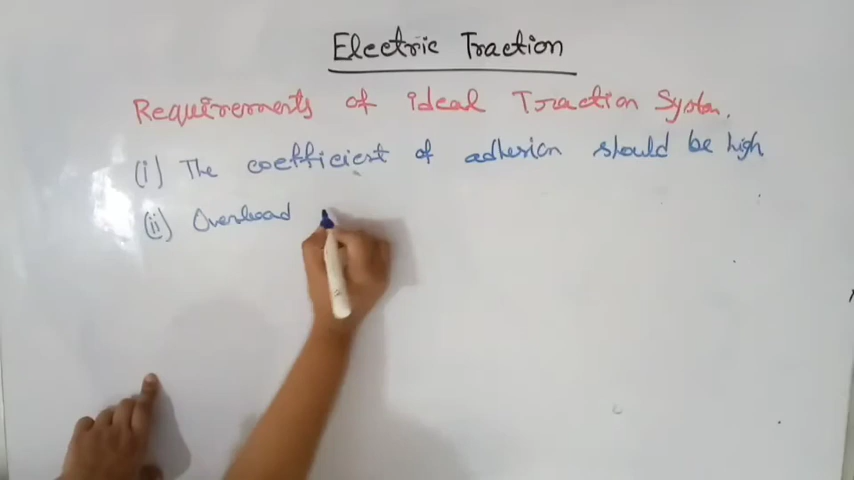 Electric Traction
Requirements of ideal Traction System.
(i) The coefficient of adhesion should be high
(ii) Overload